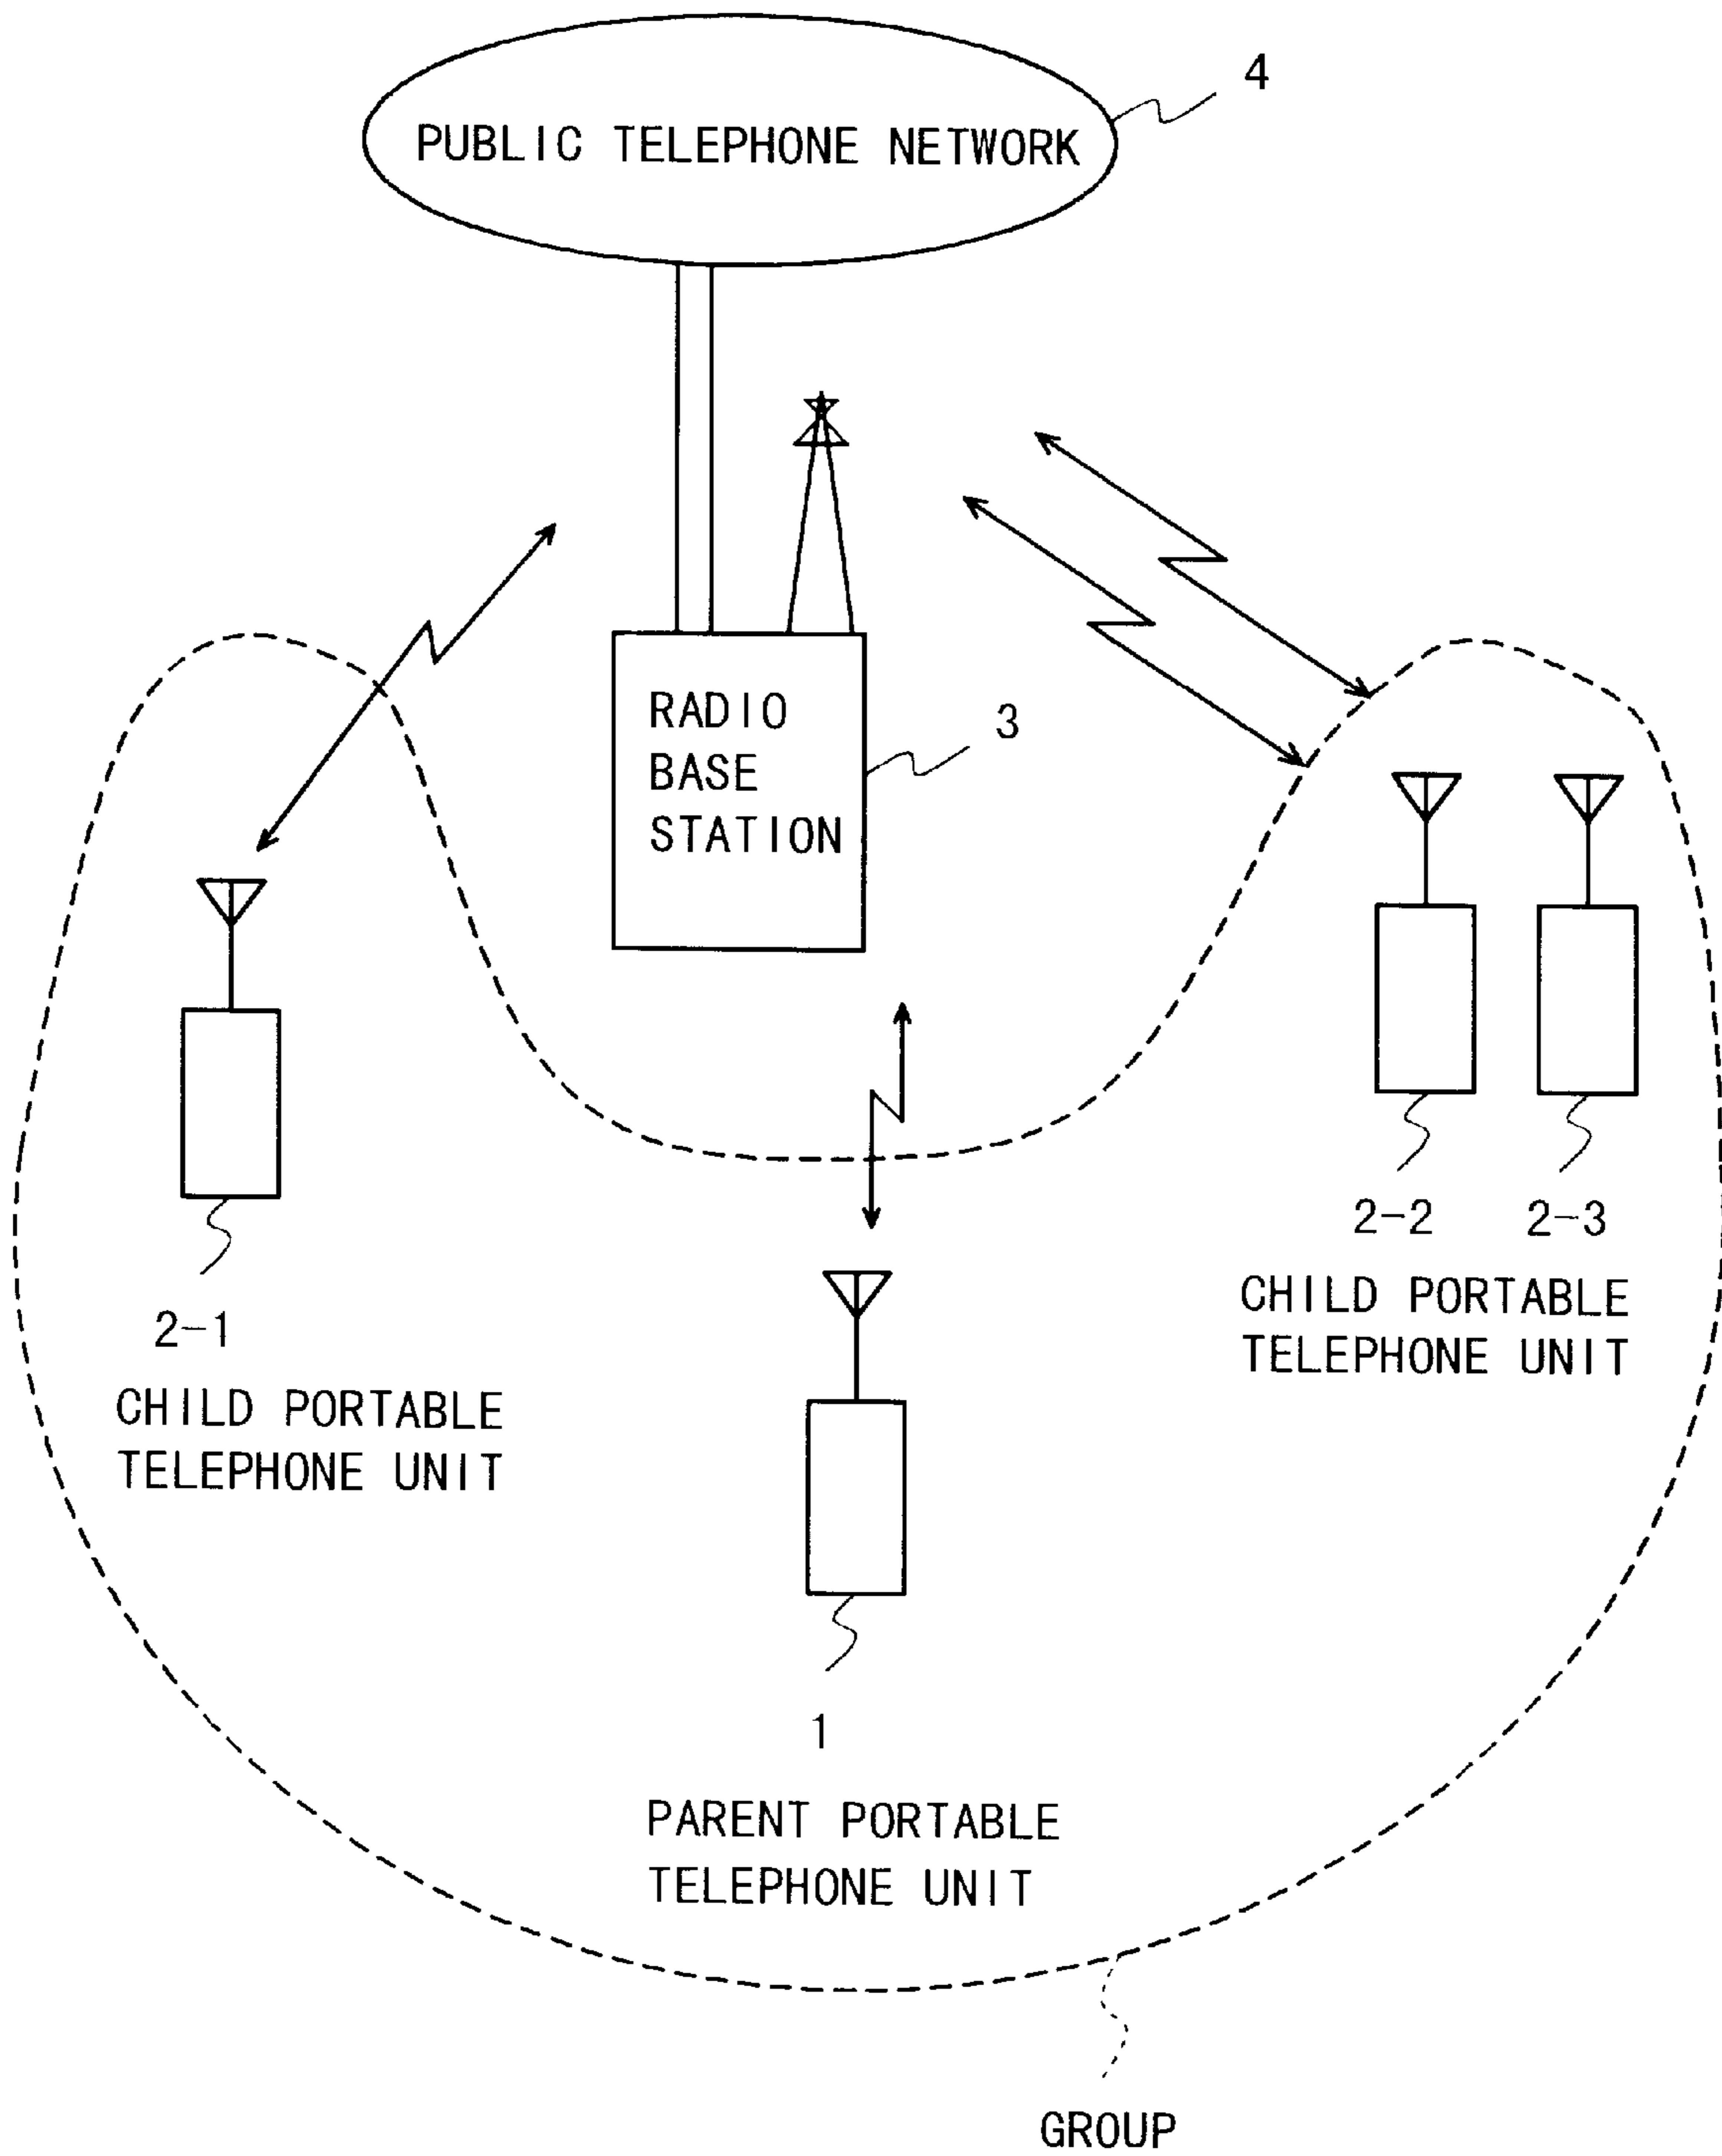 4
PUBLIC TELEPHONE NETWORK
RADIO
BASE
STATION
3
2-1
CHILD PORTABLE
TELEPHONE UNIT
2-2 2-3
CHILD PORTABLE
TELEPHONE UNIT
1
PARENT PORTABLE
TELEPHONE UNIT
GROUP